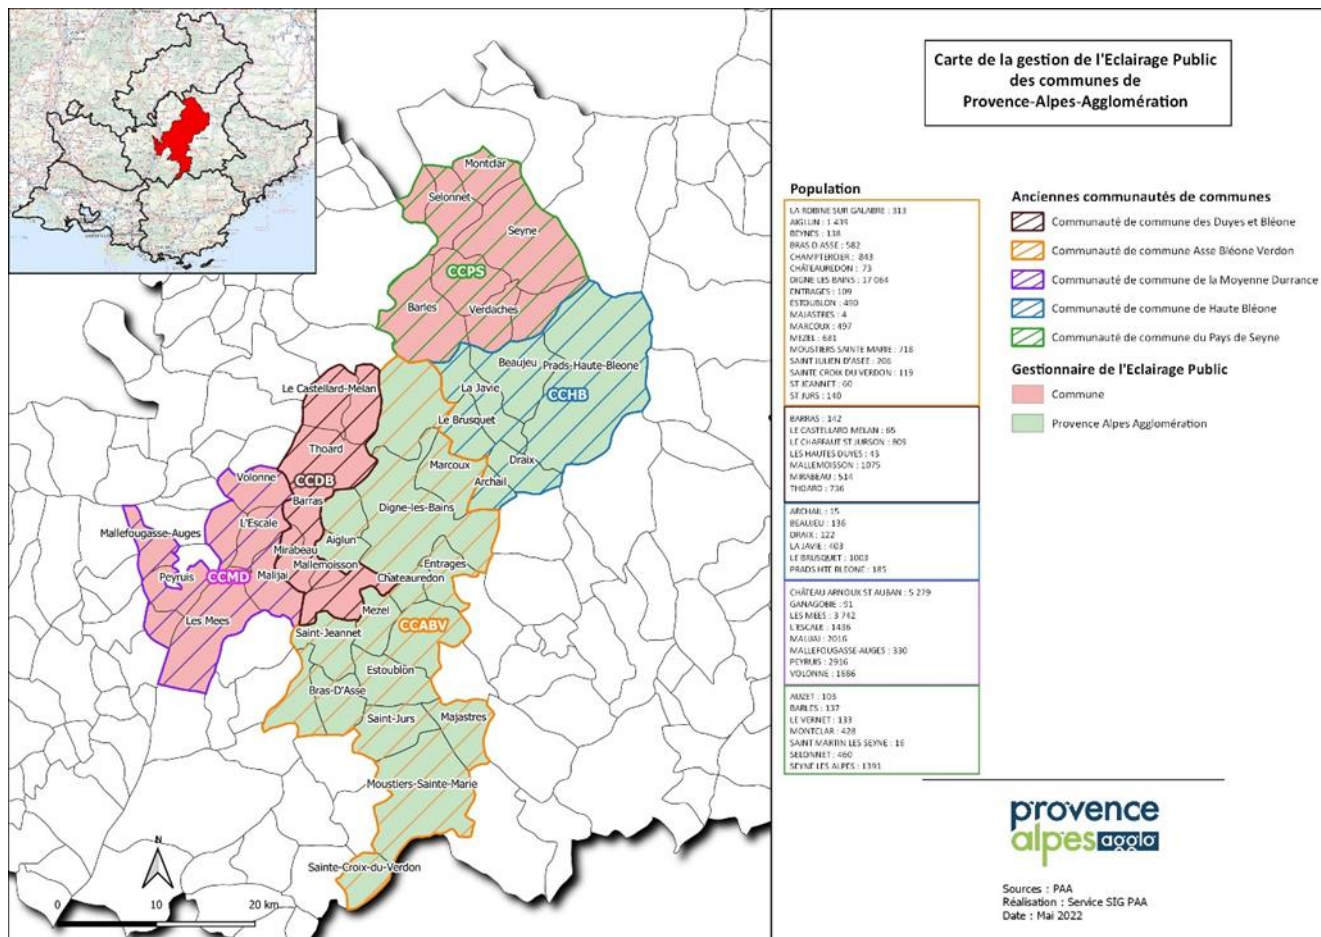 Carte de la gestion de l'Eclairage Public
des communes de
Provence-Alpes-Agglomération
Population
LA ROBINE SUR GALABRE : 313
AIGLUN : 1 439
BEYNES : 138
BRAS D ASSE : 582
CHAMPTERCIER : 843
CHÂTEAUREDON : 73
DIGNE LES BAINS : 17 064
ENTRAGES : 109
ESTOUBLON : 490
MAJASTRES : 4
MARCOUX : 497
MEZEL : 681
MOUSTIERS SAINTE MARIE : 718
SAINT JULIEN D'ASSE : 206
SAINTE CROIX DU VERDON : 119
ST JEANNET : 60
ST JURS : 140
BARRAS : 142
LE CASTELLARD MELAN : 65
LE CHAFFAUT ST JURSON : 809
LES HAUTES DUYES : 43
MALLEMOISSON : 1075
MIRABEAU : 514
THOARD : 736
ARCHAIL : 15
BEAUJEU : 136
DRAIX : 122
LA JAVIE : 403
LE BRUSQUET : 1003
PRADS HTE BLEONE : 185
CHÂTEAU ARNOUX ST AUBAN : 5 279
GANAGOBIE : 91
LES MEES : 3 742
L'ESCALE : 1436
MALIJAI : 2016
MALLEFOUGASSE-AUGES : 330
PEYRUIS : 2916
VOLONNE : 1686
AUZET : 103
BARLES : 137
LE VERNET : 133
MONTCLAR : 428
SAINT MARTIN LES SEYNE : 16
SELONNET : 460
SEYNE LES ALPES : 1391
Anciennes communautés de communes
Communauté de commune des Duyes et Bléone
Communauté de commune Asse Bléone Verdon
Communauté de commune de la Moyenne Durrance
Communauté de commune de Haute Bléone
Communauté de commune du Pays de Seyne
Gestionnaire de l'Eclairage Public
Commune
Provence Alpes Agglomération
Montclar
Selonnet
Seyne
CCPS
Barles
Verdaches
Beaujeu
Prads-Haute-Bleone
Le Castellard-Melan
La Javie
CCHB
Le Brusquet
Thoard
Marcoux
Draix
Volonne
CCDB
Archail
Barras
Digne-les-Bains
L'Escale
Mallefougasse-Auges
Aiglun
Mirabeau
Mallemoisson
Entrages
Peyruis
CCMD
Malijai
Chateauredon
Les Mees
Mezel
CCABV
Saint-Jeannet
Estoublon
Bras-D'Asse
Saint-Jurs
Majastres
Moustiers-Sainte-Marie
Sainte-Croix-du-Verdon
N
0
10
20 km
provence
alpes agglo
Sources : PAA
Réalisation : Service SIG PAA
Date : Mai 2022